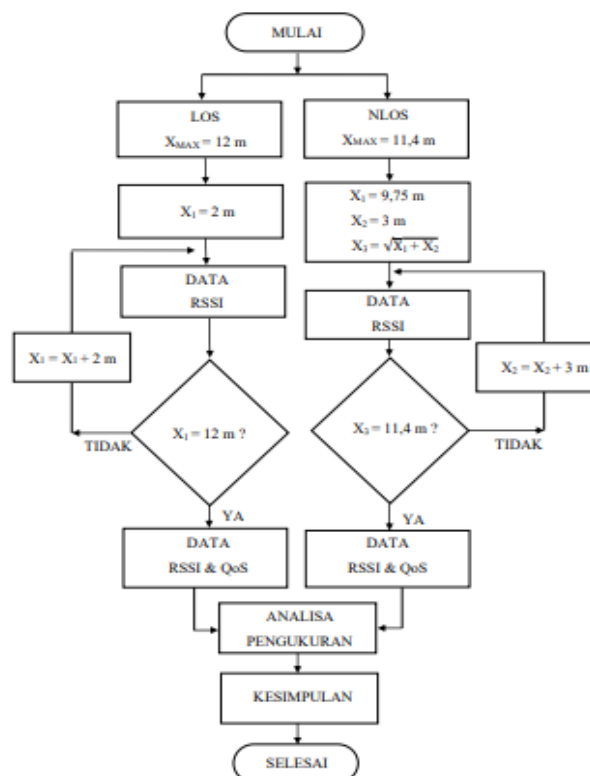 MULAI
LOS
XMAX = 12 m
NLOS
XMAX = 11,4 m
X₁ = 2 m
X₁ = 9,75 m
X₂ = 3 m
X₃ = √X₁ + X₂
DATA
RSSI
DATA
RSSI
X₁ = X₁ + 2 m
X₂ = X₂ + 3 m
X₁ = 12 m ?
X₃ = 11,4 m ?
TIDAK
TIDAK
YA
YA
DATA
RSSI & QoS
DATA
RSSI & QoS
ANALISA
PENGUKURAN
KESIMPULAN
SELESAI